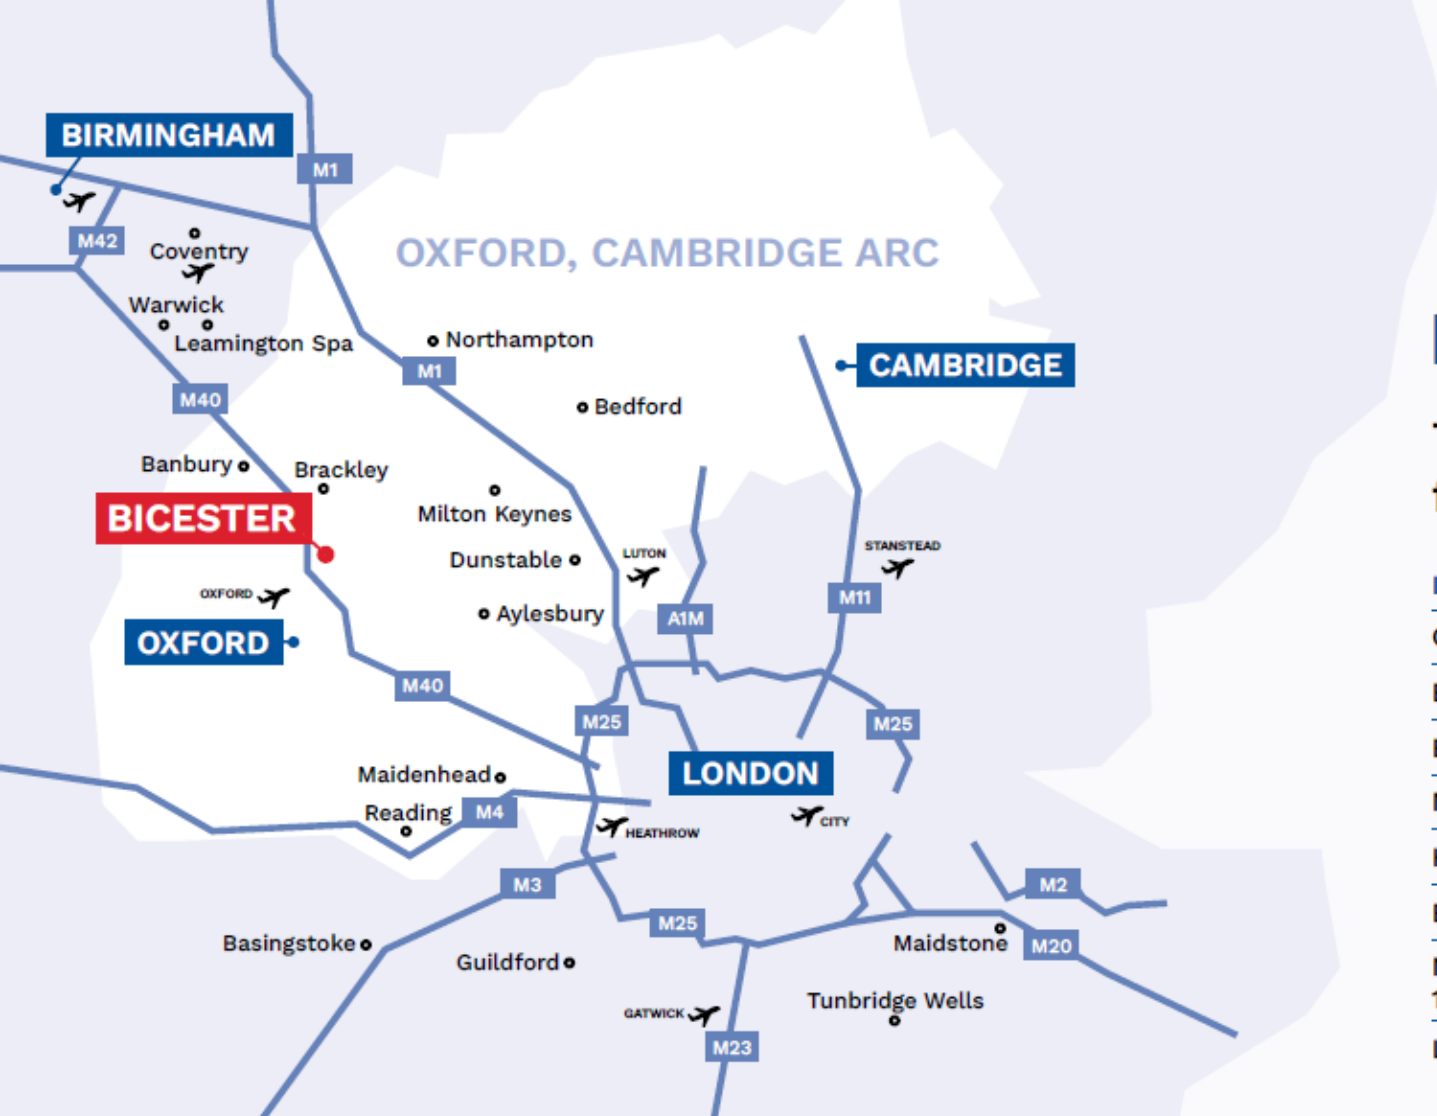 BIRMINGHAM
M1
M42
Coventry
OXFORD, CAMBRIDGE ARC
Warwick
Leamington Spa
Northampton
M1
CAMBRIDGE
M40
Bedford
Banbury
Brackley
BICESTER
Milton Keynes
STANSTEAD
LUTON
Dunstable
OXFORD
M11
Aylesbury
A1M
OXFORD
M40
M25
M25
LONDON
Maidenhead
Reading
M4
CITY
HEATHROW
M3
M2
M25
Basingstoke
Maidstone
M20
Guildford
Tunbridge Wells
GATWICK
M23